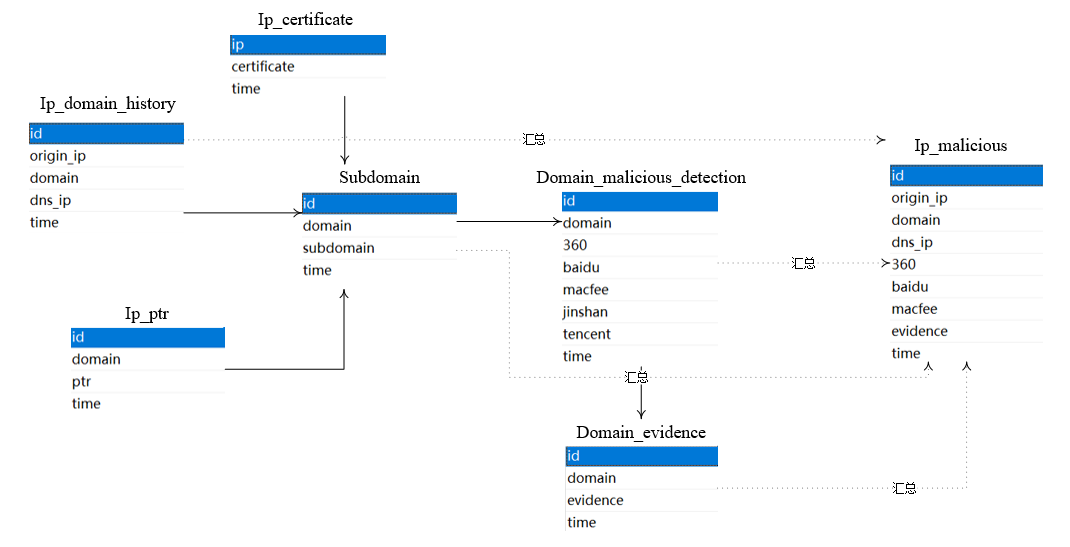 Ip_certificate
ip
certificate
time
Ip_domain_history
id
origin_ip
domain
dns_ip
time
汇总
Ip_malicious
id
origin_ip
domain
dns_ip
360
baidu
macfee
evidence
time
Subdomain
id
domain
subdomain
time
Domain_malicious_detection
id
domain
360
baidu
macfee
jinshan
tencent
time
汇总
Ip_ptr
id
domain
ptr
time
汇总
Domain_evidence
id
domain
evidence
time
汇总